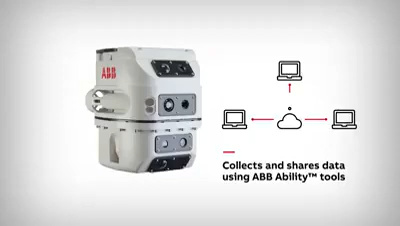 ABB
Collects and shares data
using ABB Ability™ tools